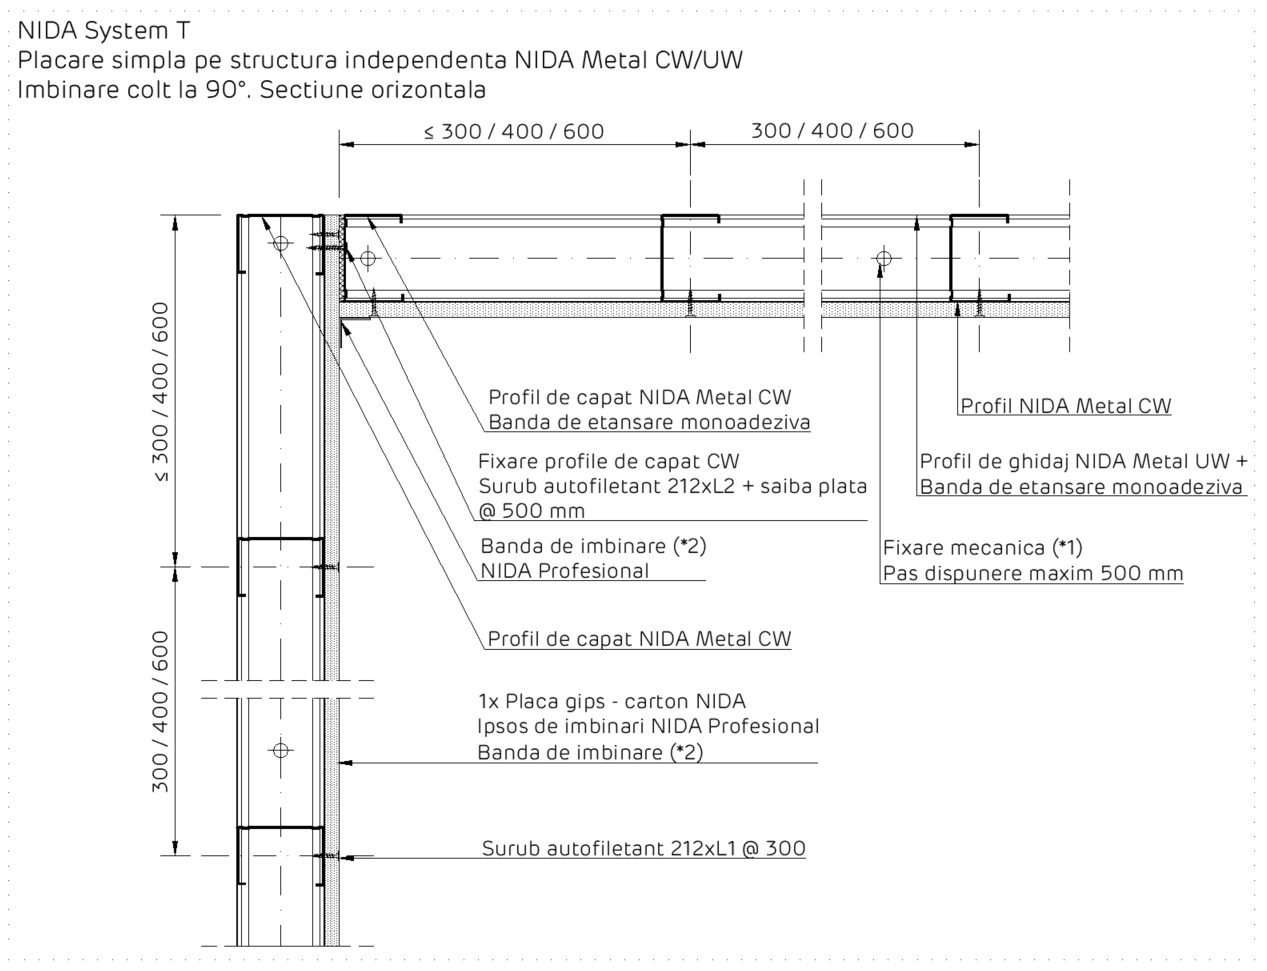 NIDA System T
Placare simpla pe structura independenta NIDA Metal CW/UW
Imbinare colt la 90°. Sectiune orizontala
≤ 300 / 400 / 600
300 / 400 / 600
≤ 300 / 400 / 600
300 / 400 / 600
Profil de capat NIDA Metal CW
Banda de etansare monoadeziva
Profil NIDA Metal CW
Fixare profile de capat CW
Surub autofiletant 212xL2 + saiba plata
@ 500 mm
Profil de ghidaj NIDA Metal UW +
Banda de etansare monoadeziva
Banda de imbinare (*2)
NIDA Profesional
Fixare mecanica (*1)
Pas dispunere maxim 500 mm
Profil de capat NIDA Metal CW
1x Placa gips - carton NIDA
Ipsos de imbinari NIDA Profesional
Banda de imbinare (*2)
Surub autofiletant 212xL1 @ 300